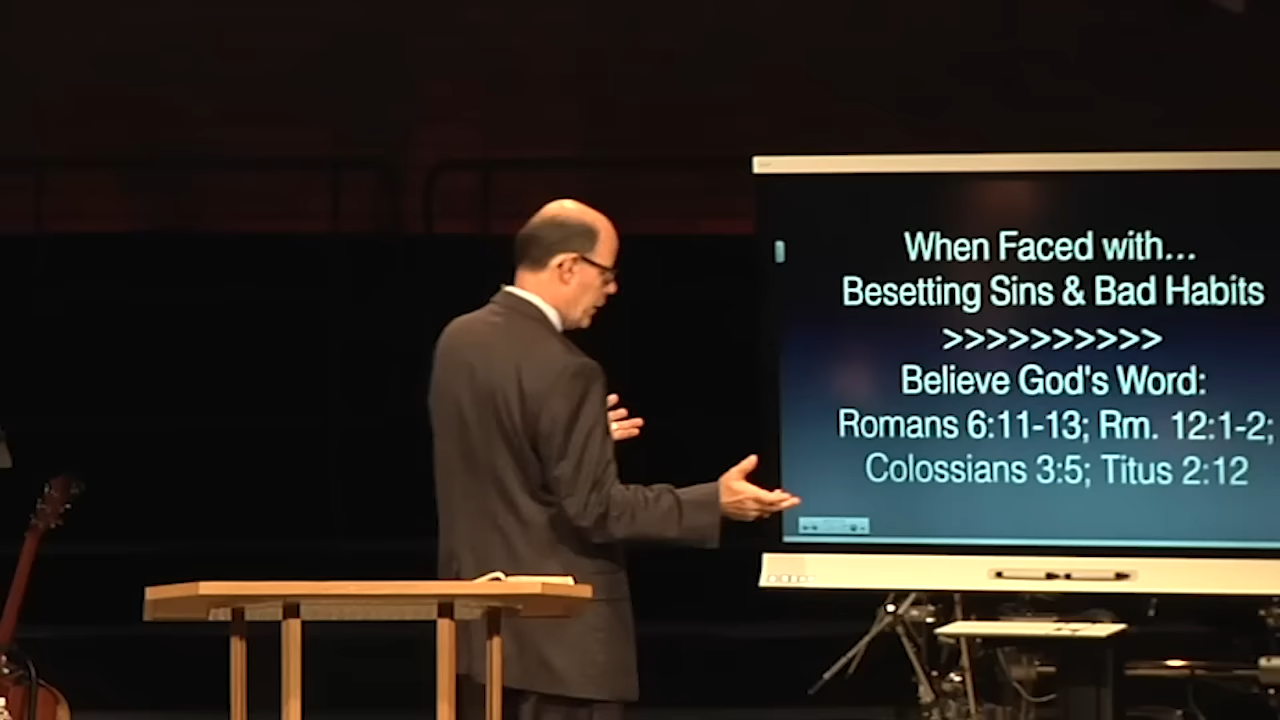 When Faced with...
Besetting Sins & Bad Habits
>>>>>>>>>>
Believe God's Word:
Romans 6:11-13; Rm. 12:1-2;
Colossians 3:5; Titus 2:12